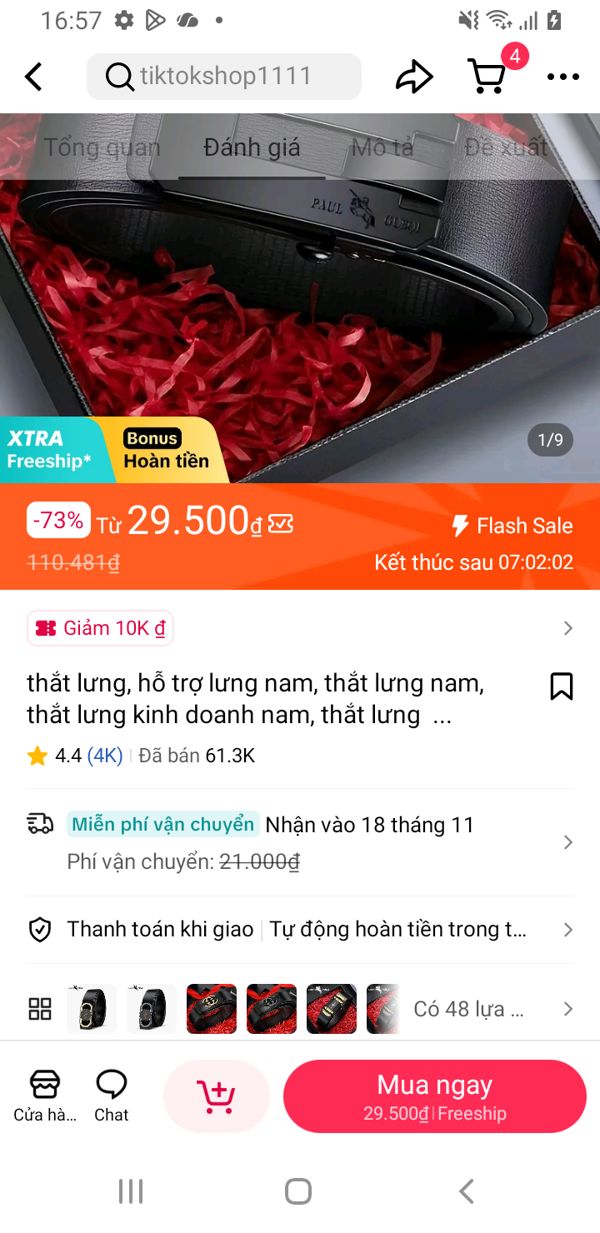 16:57
tiktokshop1111
4
Tổng quan Đánh giá Mô tả Đề xuất
PAUL
XTRA
Freeship*
Bonus
Hoàn tiền
1/9
-73% Từ 29.500₫
Flash Sale
110.481₫
Kết thúc sau 07:02:02
Giảm 10K ₫
thắt lưng, hỗ trợ lưng nam, thắt lưng nam,
thắt lưng kinh doanh nam, thắt lưng ...
4.4 (4K) Đã bán 61.3K
Miễn phí vận chuyển Nhận vào 18 tháng 11
Phí vận chuyển: 21.000₫
Thanh toán khi giao Tự động hoàn tiền trong t...
Có 48 lựa ...
Cửa hà...
Chat
Mua ngay
29.500₫ Freeship